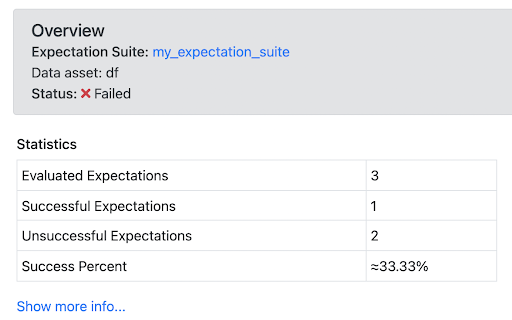 Overview
Expectation Suite: my_expectation_suite
Data asset: df
Status: ❌ Failed
Statistics
Evaluated Expectations 3
Successful Expectations 1
Unsuccessful Expectations 2
Success Percent ≈33.33%
Show more info...